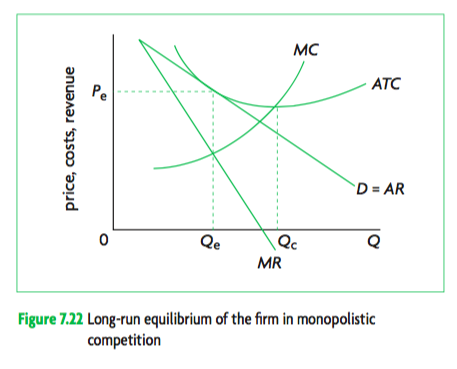 MC
ATC
price, costs, revenue
Pe
D = AR
0
Qe
Qc
Q
MR
Figure 7.22 Long-run equilibrium of the firm in monopolistic
competition